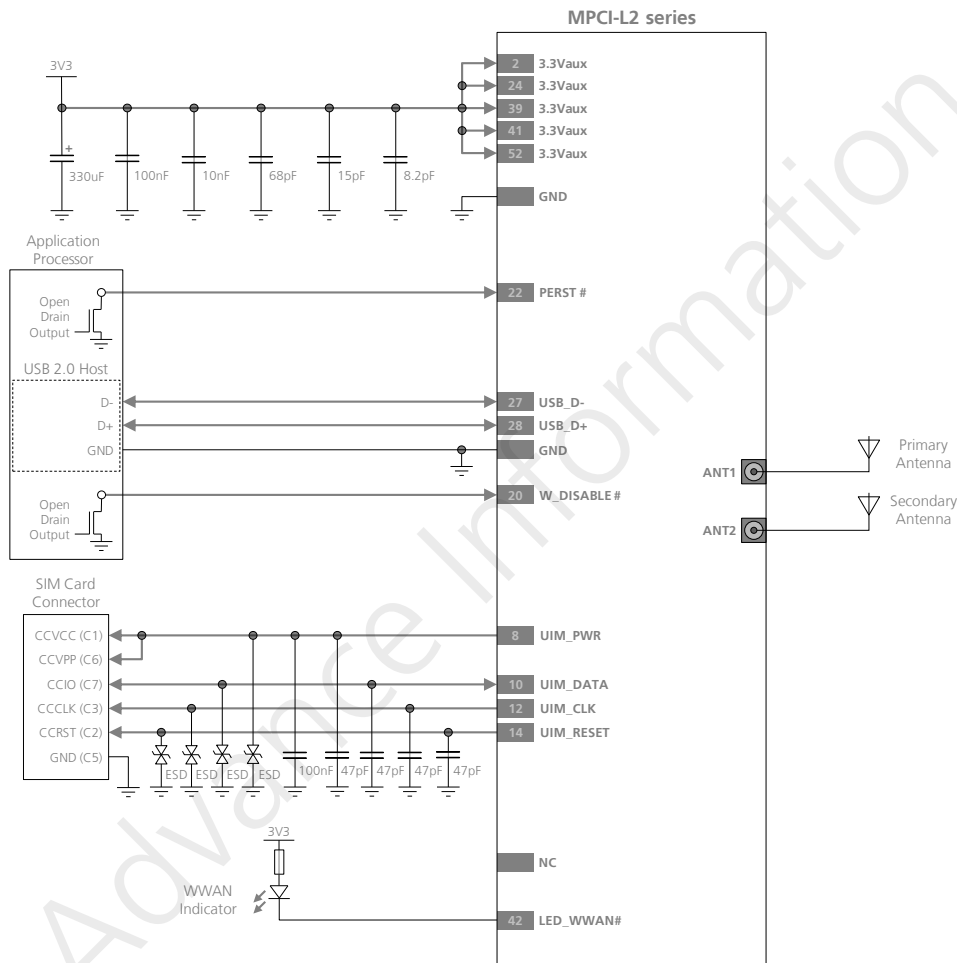 MPCI-L2 series
3V3
2 3.3Vaux
24 3.3Vaux
39 3.3Vaux
41 3.3Vaux
52 3.3Vaux
+
330uF
100nF
10nF
68pF
15pF
8.2pF
GND
Application
Processor
Open
Drain
Output
22 PERST #
USB 2.0 Host
D-
27 USB_D-
D+
28 USB_D+
GND
GND
ANT1
Primary
Antenna
Open
Drain
Output
20 W_DISABLE #
ANT2
Secondary
Antenna
SIM Card
Connector
CCVCC (C1)
8 UIM_PWR
CCVPP (C6)
CCIO (C7)
10 UIM_DATA
CCCLK (C3)
12 UIM_CLK
CCRST (C2)
14 UIM_RESET
GND (C5)
ESD
ESD
ESD
ESD
100nF
47pF
47pF
47pF
47pF
3V3
WWAN
Indicator
NC
42 LED_WWAN#
Advance Information